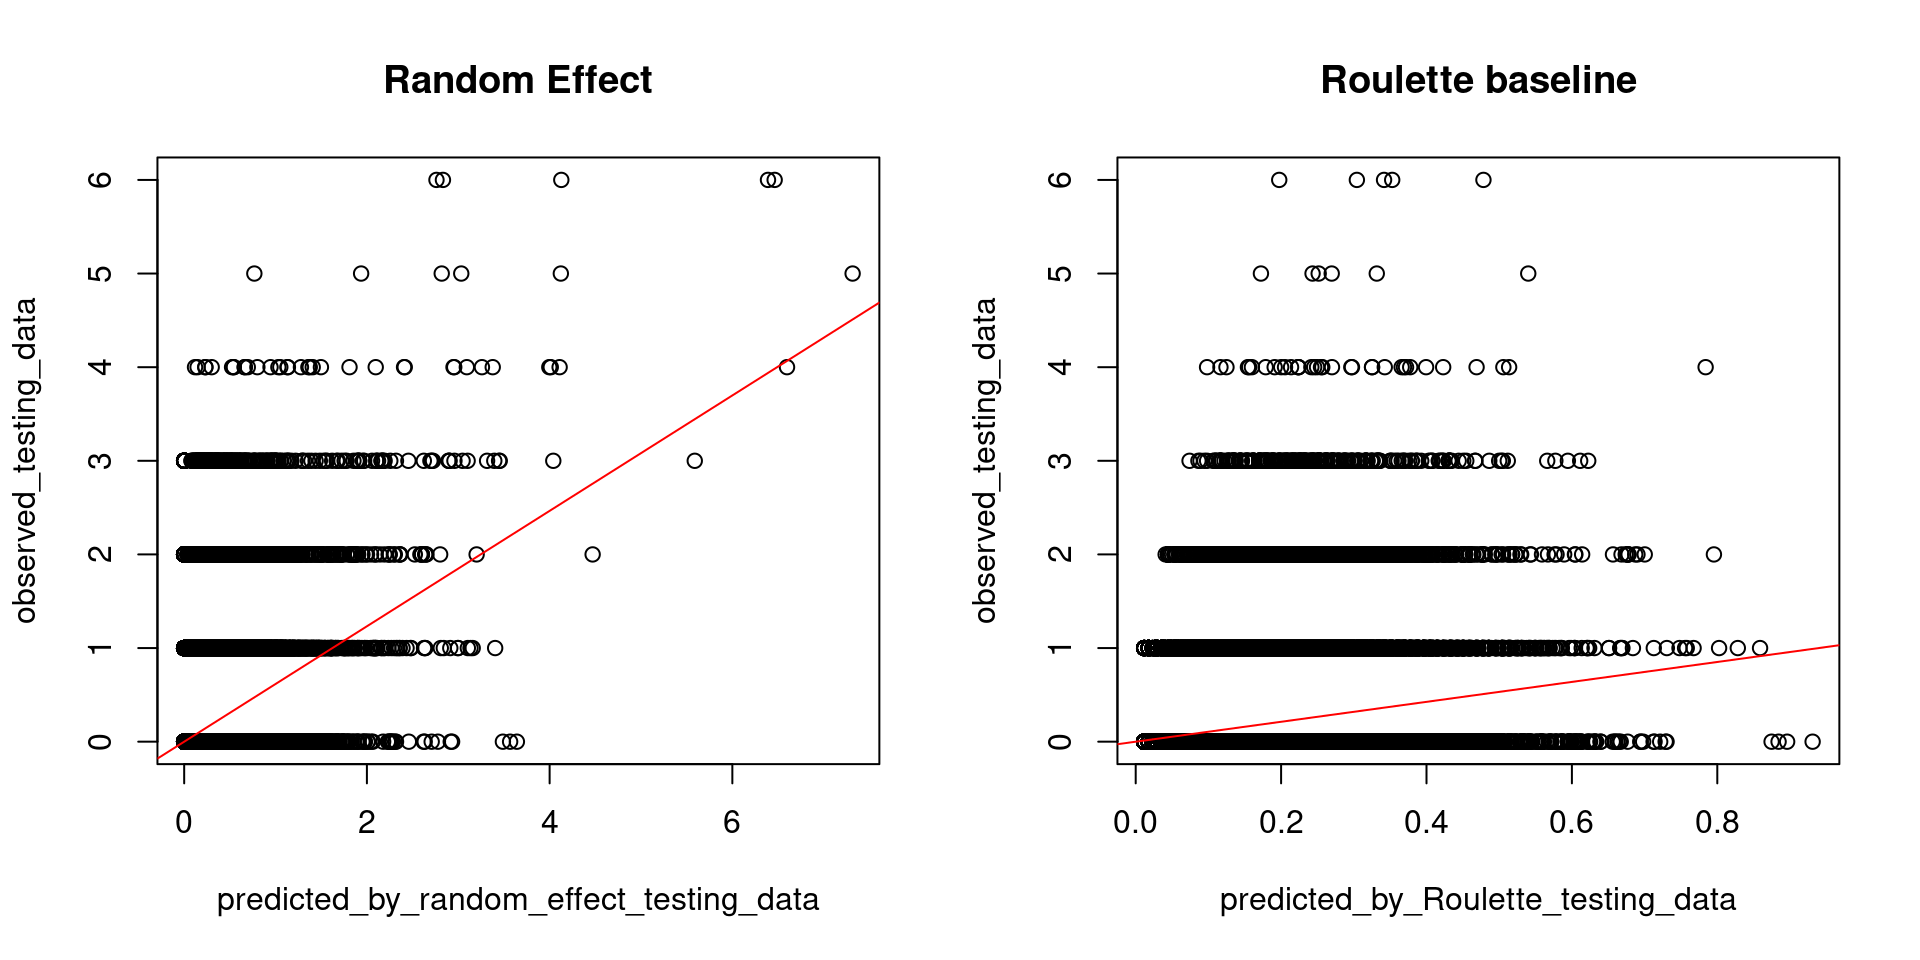 Random Effect
observed_testing_data
6
5
4
3
2
1
0
0 2 4 6
predicted_by_random_effect_testing_data
Roulette baseline
observed_testing_data
6
5
4
3
2
1
0
0.0 0.2 0.4 0.6 0.8
predicted_by_Roulette_testing_data